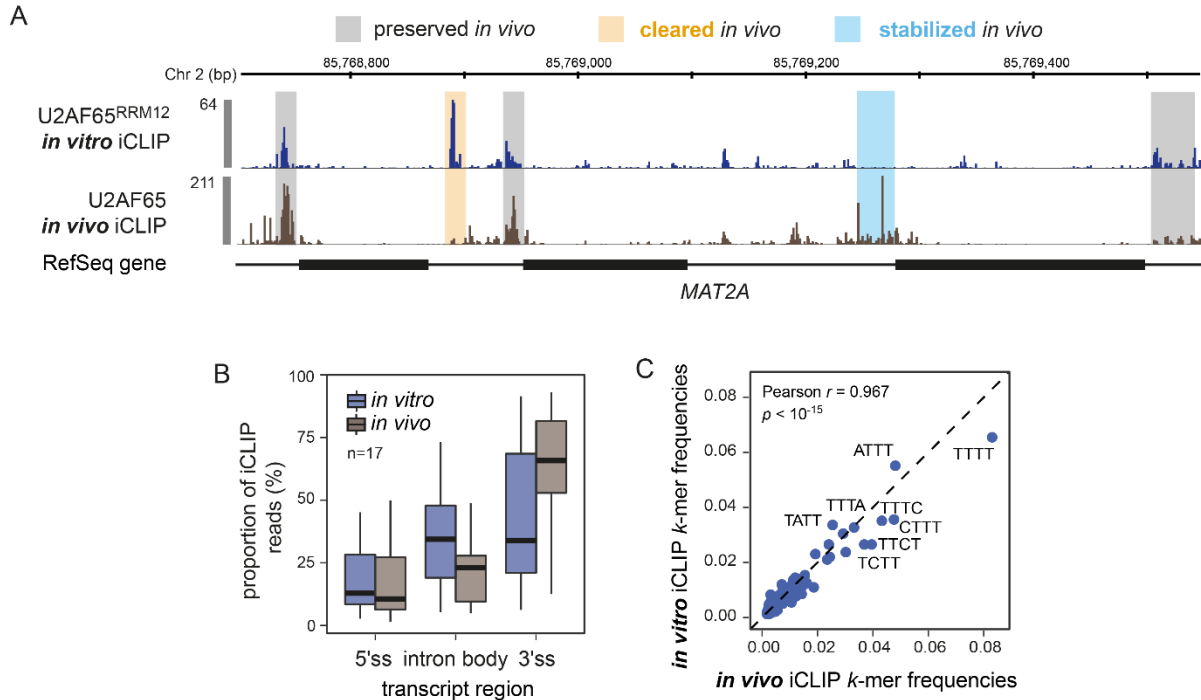 A
preserved in vivo
cleared in vivo
stabilized in vivo
Chr 2 (bp)
85,768,800
85,769,000
85,769,200
85,769,400
U2AF65RRM12
in vitro iCLIP
64
U2AF65
in vivo iCLIP
211
RefSeq gene
MAT2A
B
proportion of iCLIP
reads (%)
100
75
50
25
0
in vitro
in vivo
n=17
5'ss
intron body
3'ss
transcript region
C
in vitro iCLIP k-mer frequencies
0.08
0.06
0.04
0.02
0.00
Pearson r = 0.967
p < 10-15
ATTT
TTTT
TTTA
TTTC
TATT
CTTT
TTCT
TCTT
0.00
0.02
0.04
0.06
0.08
in vivo iCLIP k-mer frequencies